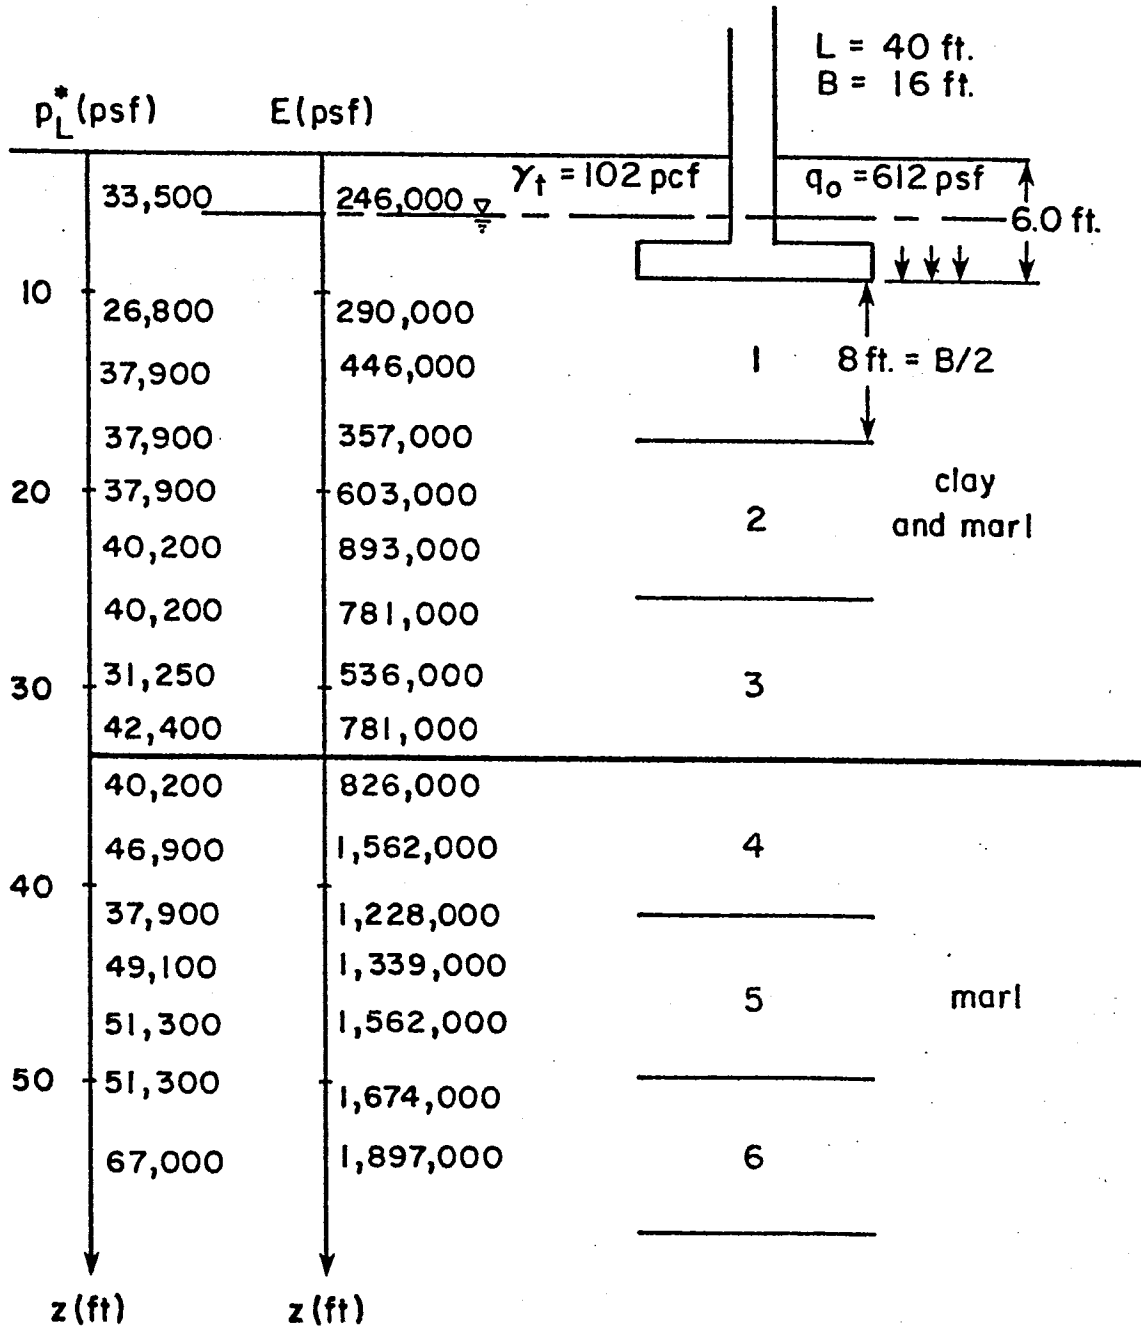 L = 40 ft.
B = 16 ft.
p*L (psf) E (psf)
33,500 246,000 γt = 102 pcf qo = 612 psf
6.0 ft.
10
26,800 290,000
37,900 446,000 1 8 ft. = B/2
37,900 357,000
20 37,900 603,000 2 clay
and marl
40,200 893,000
40,200 781,000
30 31,250 536,000 3
42,400 781,000
40,200 826,000
46,900 1,562,000 4
40
37,900 1,228,000
49,100 1,339,000
51,300 1,562,000 5 marl
50 51,300 1,674,000
67,000 1,897,000 6
z (ft) z (ft)